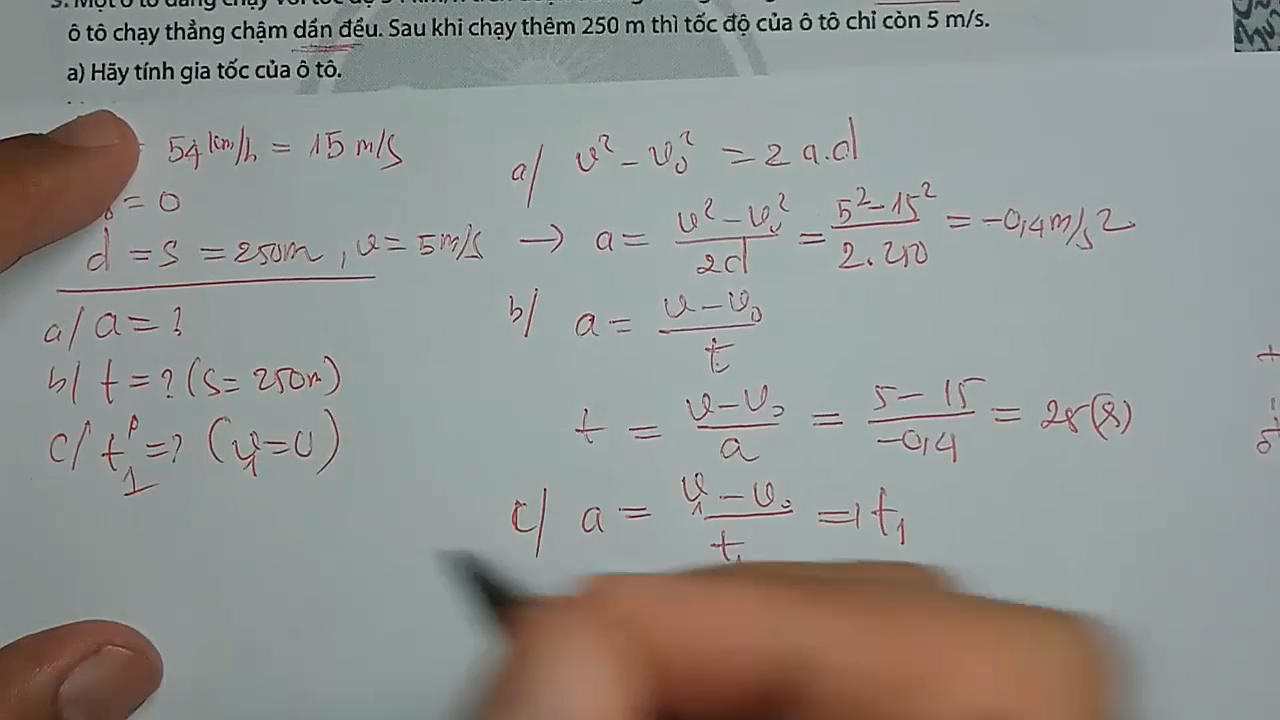 ô tô chạy thẳng chậm dần đều. Sau khi chạy thêm 250 m thì tốc độ của ô tô chỉ còn 5 m/s.
a) Hãy tính gia tốc của ô tô.
54 km/h = 15 m/s
= 0
d = s = 250m, v = 5m/s
a/ a = ?
b/ t = ? (s = 250m)
c/ t₁ = ? (v₁ = 0)
a/ v² - v₀² = 2 a.d
→ a = (v² - v₀²)/2d = (5² - 15²)/2.250 = -0,4 m/s2
b/ a = (v - v₀)/t
t = (v - v₀)/a = (5 - 15)/-0,4 = 25 (s)
c/ a = (v₁ - v₀)/t₁ => t₁